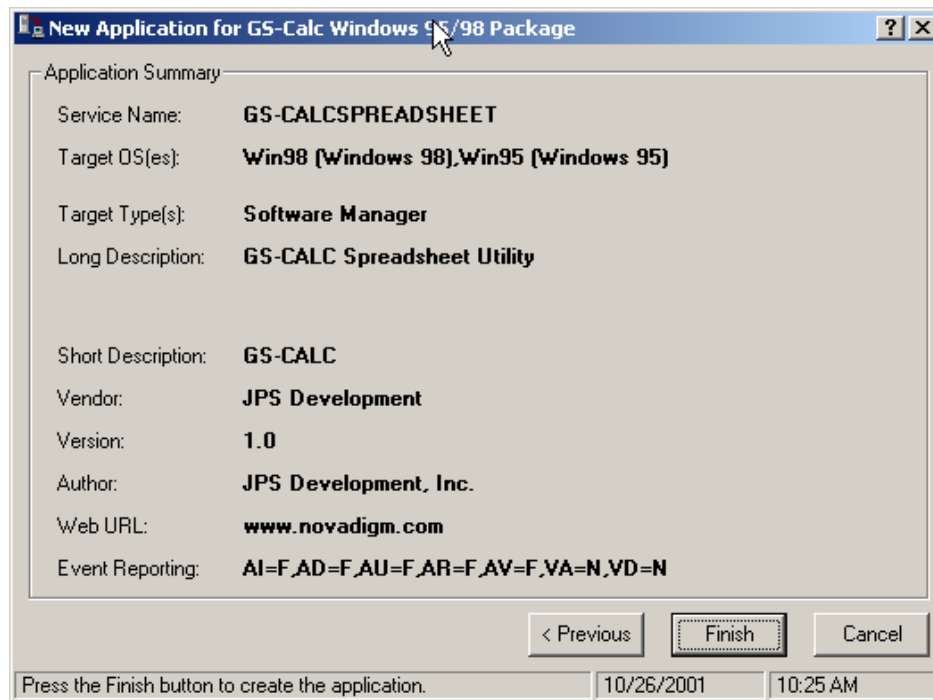 New Application for GS-Calc Windows 95/98 Package
Application Summary
Service Name: GS-CALCSPREADSHEET
Target OS(es): Win98 (Windows 98),Win95 (Windows 95)
Target Type(s): Software Manager
Long Description: GS-CALC Spreadsheet Utility
Short Description: GS-CALC
Vendor: JPS Development
Version: 1.0
Author: JPS Development, Inc.
Web URL: www.novadigm.com
Event Reporting: AI=F,AD=F,AU=F,AR=F,AV=F,VA=N,VD=N
< Previous Finish Cancel
Press the Finish button to create the application. 10/26/2001 10:25 AM